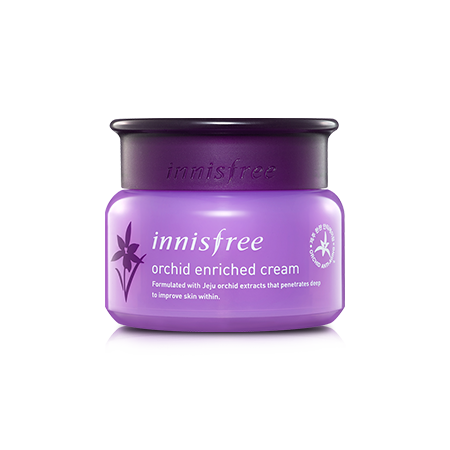 innisfree
innisfree
orchid enriched cream
Formulated with Jeju orchid extracts that penetrates deep
to improve skin within.